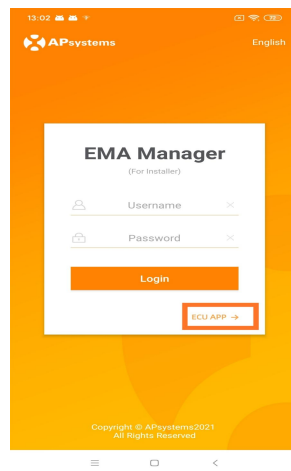 13:02
APsystems
English
EMA Manager
(For Installer)
Username
Password
Login
ECU APP →
Copyright © APsystems2021
All Rights Reserved